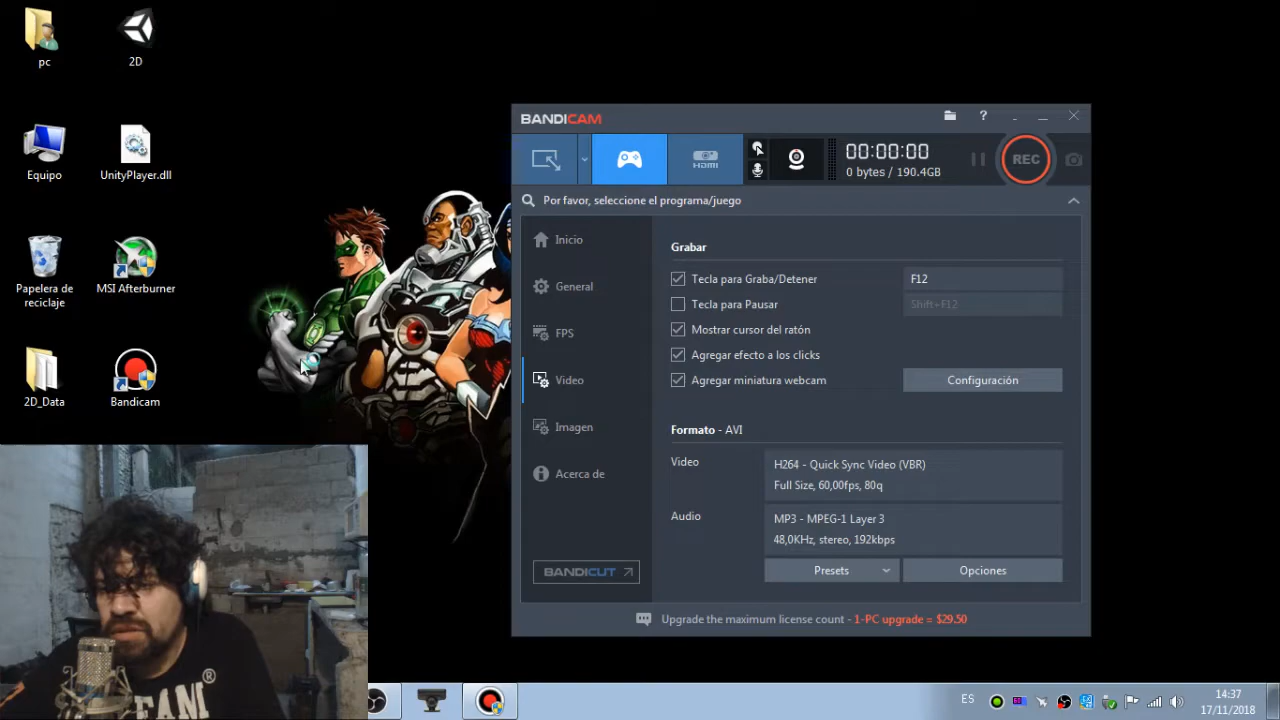 pc
2D
Equipo
UnityPlayer.dll
Papelera de
reciclaje
MSI Afterburner
2D_Data
Bandicam
BANDICAM
?
HDMI
00:00:00
0 bytes / 190.4GB
REC
Por favor, seleccione el programa/juego
Inicio
General
FPS
Video
Imagen
Acerca de
BANDICUT
Grabar
Tecla para Graba/Detener
F12
Tecla para Pausar
Shift+F12
Mostrar cursor del ratón
Agregar efecto a los clicks
Agregar miniatura webcam
Configuración
Formato - AVI
Video
H264 - Quick Sync Video (VBR)
Full Size, 60,00fps, 80q
Audio
MP3 - MPEG-1 Layer 3
48,0KHz, stereo, 192kbps
Presets
Opciones
Upgrade the maximum license count - 1-PC upgrade = $29.50
®
ES
14:37
17/11/2018